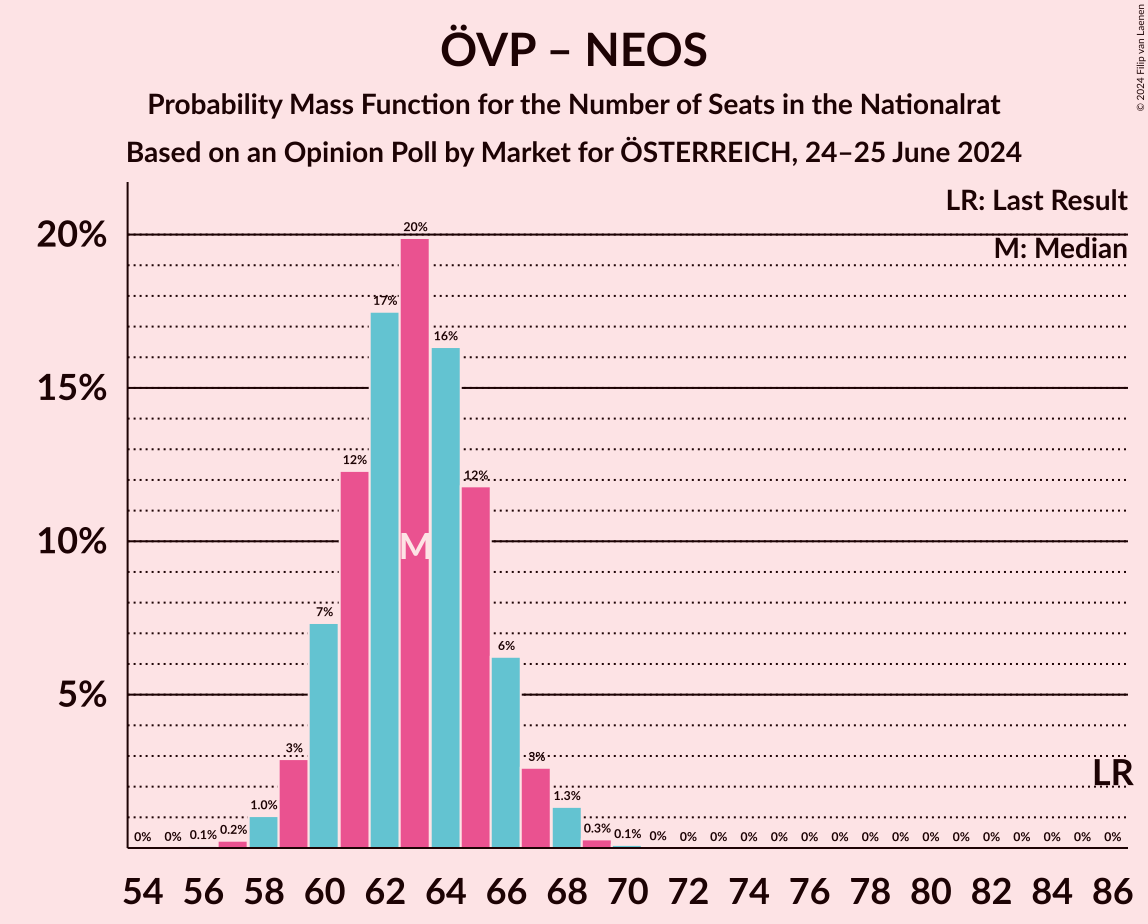 ÖVP – NEOS
Probability Mass Function for the Number of Seats in the Nationalrat
Based on an Opinion Poll by Market for ÖSTERREICH, 24–25 June 2024
© 2024 Filip van Laenen
LR: Last Result
M: Median
20%
15%
10%
5%
0% 0% 0.1% 0.2% 1.0% 3% 7% 12% 17% 20% 16% 12% 6% 3% 1.3% 0.3% 0.1% 0% 0% 0% 0% 0% 0% 0% 0% 0% 0% 0% 0% 0% 0% 0% 0%
M
LR
54 56 58 60 62 64 66 68 70 72 74 76 78 80 82 84 86